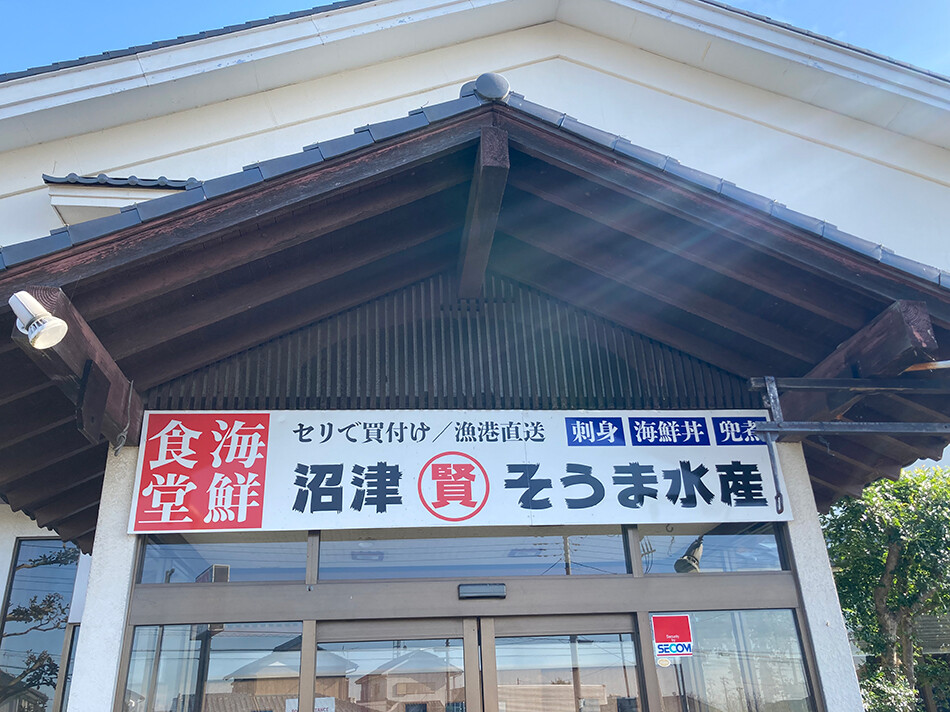 海鮮
食堂
セリで買付け／漁港直送
刺身
海鮮丼
兜煮
沼津 賢 そうま水産
SECOM